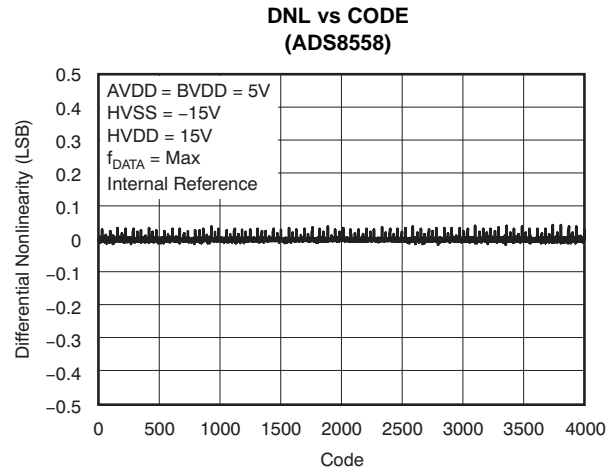 DNL vs CODE
(ADS8558)
0.5
0.4
0.3
0.2
0.1
0
−0.1
−0.2
−0.3
−0.4
−0.5
Differential Nonlinearity (LSB)
AVDD = BVDD = 5V
HVSS = −15V
HVDD = 15V
fDATA = Max
Internal Reference
0 500 1000 1500 2000 2500 3000 3500 4000
Code